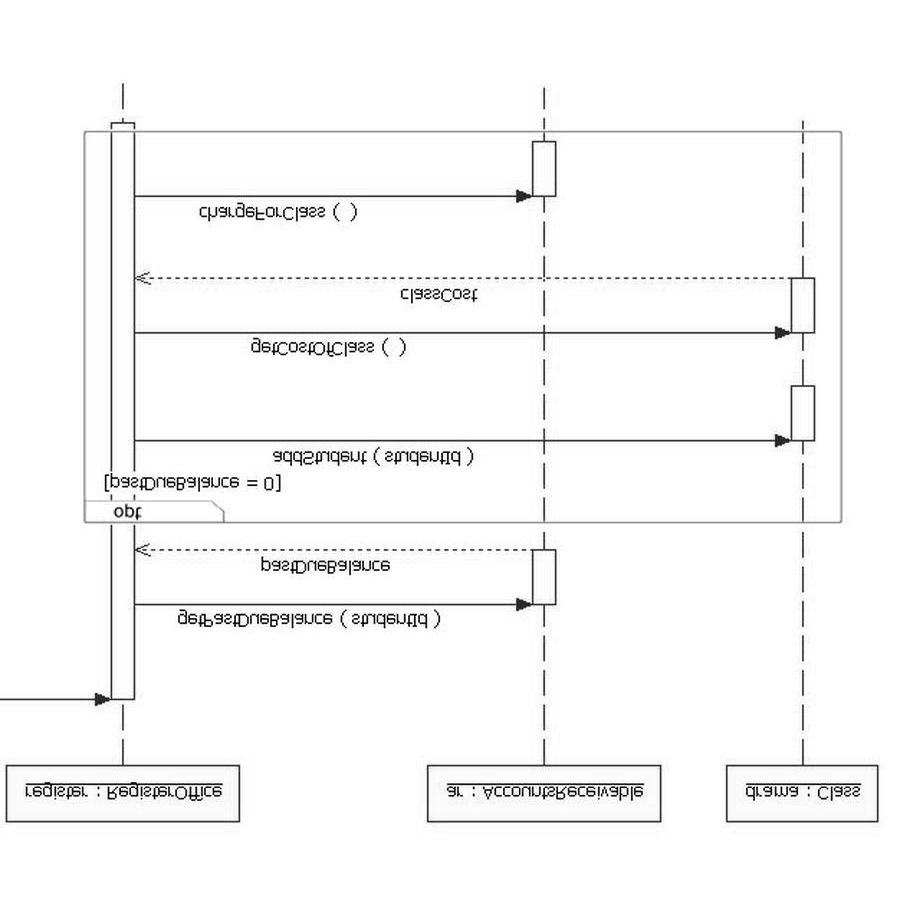 register : RegisterOffice
ar : AccountsReceivable
drama : Class
getPastDueBalance ( studentId )
pastDueBalance
opt
[pastDueBalance = 0]
addStudent ( studentId )
getCostOfClass ( )
classCost
chargeForClass ( )